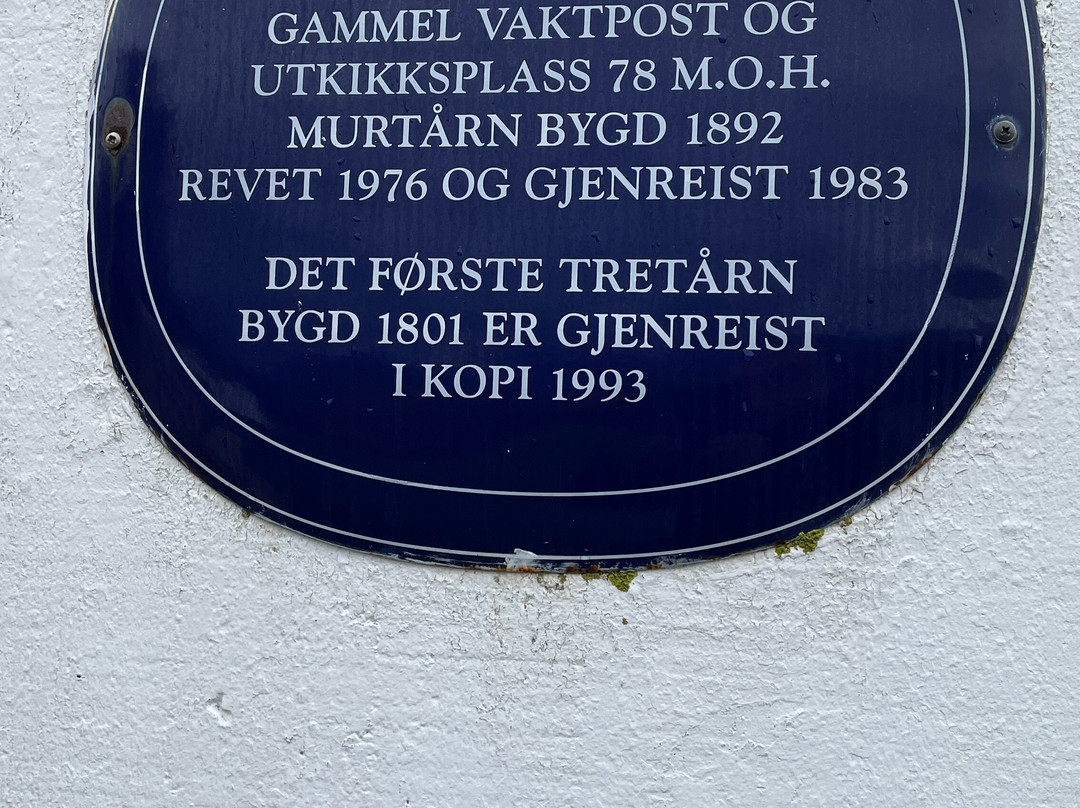 GAMMEL VAKTPOST OG
UTKIKKSPLASS 78 M.O.H.
MURTÅRN BYGD 1892
REVET 1976 OG GJENREIST 1983
DET FØRSTE TRETÅRN
BYGD 1801 ER GJENREIST
I KOPI 1993